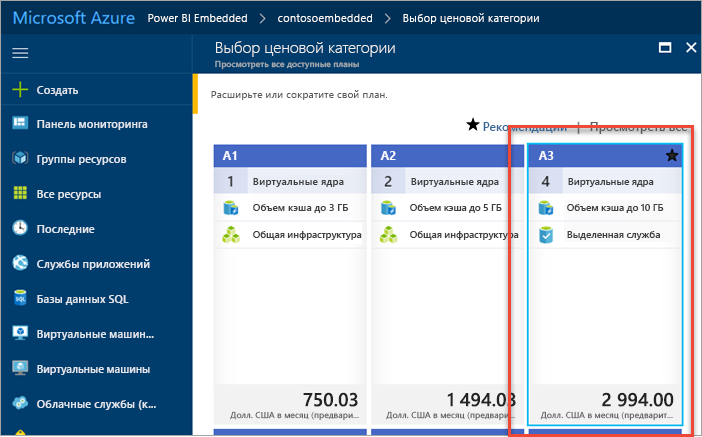 Microsoft Azure Power BI Embedded > contosoembedded > Выбор ценовой категории
Выбор ценовой категории
Просмотреть все доступные планы
Создать
Панель мониторинга
Группы ресурсов
Все ресурсы
Последние
Службы приложений
Базы данных SQL
Виртуальные машин...
Виртуальные машины
Облачные службы (к...
Расширьте или сократите свой план.
Рекомендации | Просмотреть все
A1
1 Виртуальные ядра
Объем кэша до 3 ГБ
Общая инфраструктура
750.03
Долл. США в месяц (предварит...
A2
2 Виртуальные ядра
Объем кэша до 5 ГБ
Общая инфраструктура
1 494.03
Долл. США в месяц (предварит...
A3
4 Виртуальные ядра
Объем кэша до 10 ГБ
Выделенная служба
2 994.00
Долл. США в месяц (предварит...